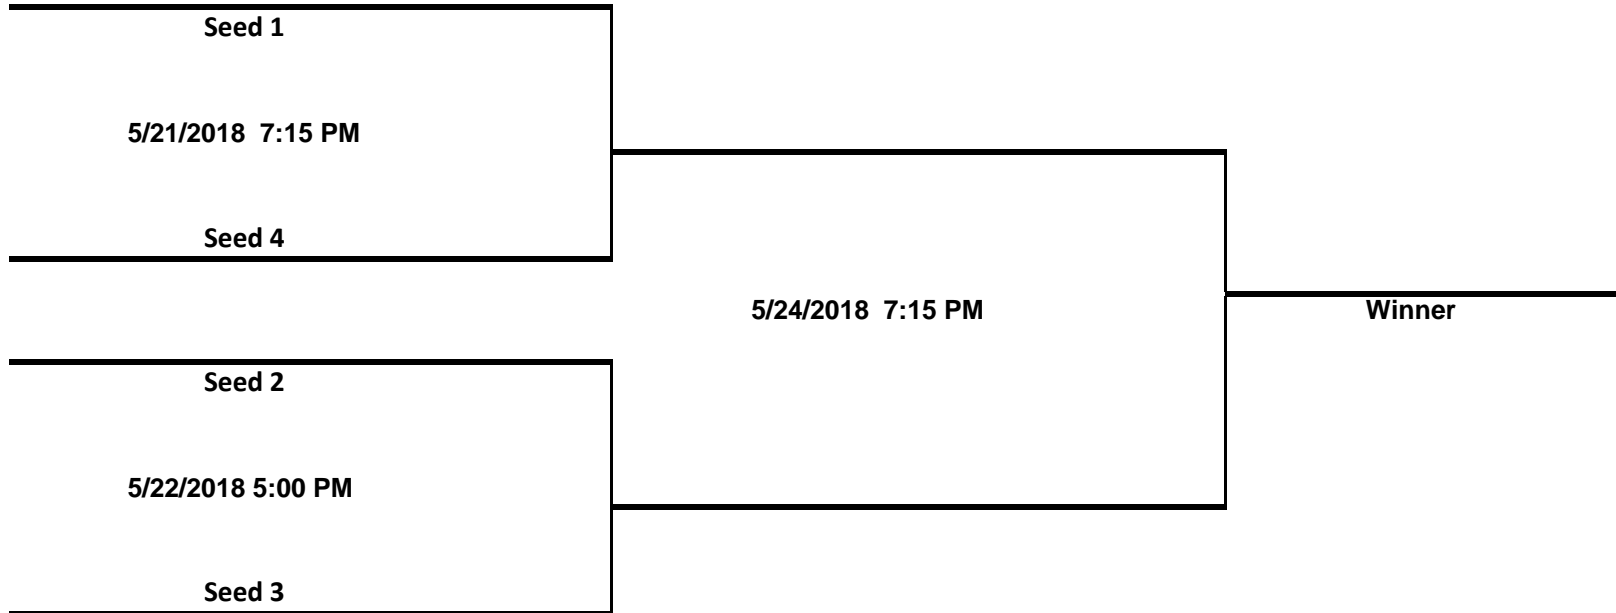 Seed 1
5/21/2018  7:15 PM
Seed 4
5/24/2018  7:15 PM
Winner
Seed 2
5/22/2018 5:00 PM
Seed 3